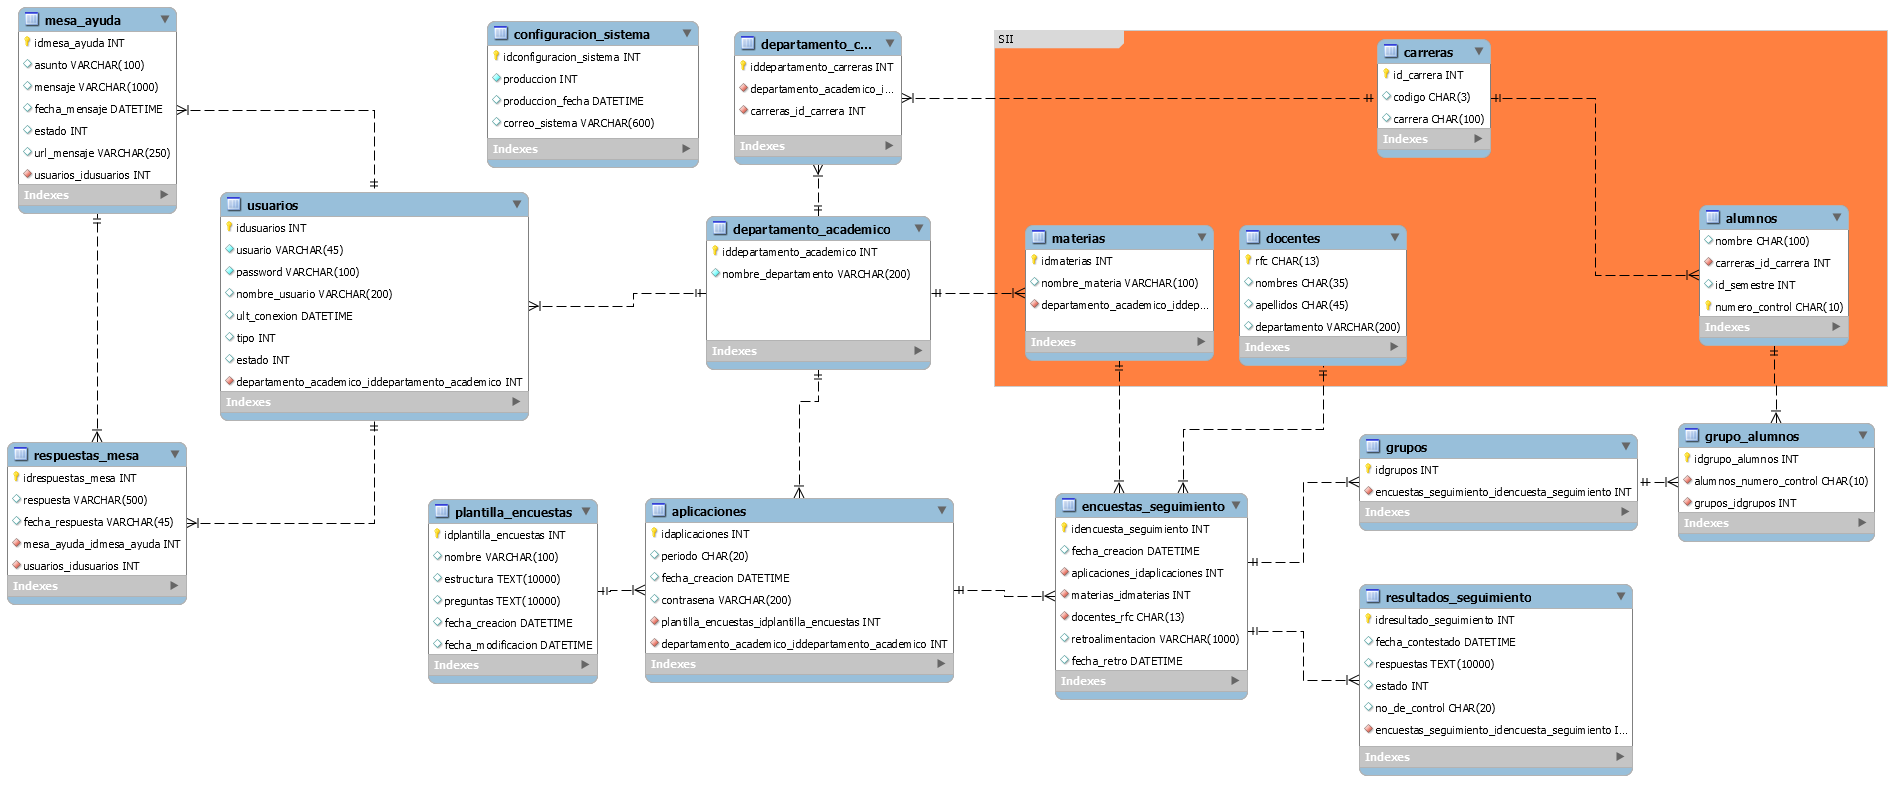 mesa_ayuda
idmesa_ayuda INT
asunto VARCHAR(100)
mensaje VARCHAR(1000)
fecha_mensaje DATETIME
estado INT
url_mensaje VARCHAR(250)
usuarios_idusuarios INT
Indexes
configuracion_sistema
idconfiguracion_sistema INT
produccion INT
produccion_fecha DATETIME
correo_sistema VARCHAR(600)
Indexes
departamento_c...
iddepartamento_carreras INT
departamento_academico_i...
carreras_id_carrera INT
Indexes
SII
carreras
id_carrera INT
codigo CHAR(3)
carrera CHAR(100)
Indexes
usuarios
idusuarios INT
usuario VARCHAR(45)
password VARCHAR(100)
nombre_usuario VARCHAR(200)
ult_conexion DATETIME
tipo INT
estado INT
departamento_academico_iddepartamento_academico INT
Indexes
departamento_academico
iddepartamento_academico INT
nombre_departamento VARCHAR(200)
Indexes
materias
idmaterias INT
nombre_materia VARCHAR(100)
departamento_academico_iddep...
Indexes
docentes
rfc CHAR(13)
nombres CHAR(35)
apellidos CHAR(45)
departamento VARCHAR(200)
Indexes
alumnos
nombre CHAR(100)
carreras_id_carrera INT
id_semestre INT
numero_control CHAR(10)
Indexes
respuestas_mesa
idrespuestas_mesa INT
respuesta VARCHAR(500)
fecha_respuesta VARCHAR(45)
mesa_ayuda_idmesa_ayuda INT
usuarios_idusuarios INT
Indexes
plantilla_encuestas
idplantilla_encuestas INT
nombre VARCHAR(100)
estructura TEXT(10000)
preguntas TEXT(10000)
fecha_creacion DATETIME
fecha_modificacion DATETIME
Indexes
aplicaciones
idaplicaciones INT
periodo CHAR(20)
fecha_creacion DATETIME
contrasena VARCHAR(200)
plantilla_encuestas_idplantilla_encuestas INT
departamento_academico_iddepartamento_academico INT
Indexes
encuestas_seguimiento
idencuesta_seguimiento INT
fecha_creacion DATETIME
aplicaciones_idaplicaciones INT
materias_idmaterias INT
docentes_rfc CHAR(13)
retroalimentacion VARCHAR(1000)
fecha_retro DATETIME
Indexes
grupos
idgrupos INT
encuestas_seguimiento_idencuesta_seguimiento INT
Indexes
grupo_alumnos
idgrupo_alumnos INT
alumnos_numero_control CHAR(10)
grupos_idgrupos INT
Indexes
resultados_seguimiento
idresultado_seguimiento INT
fecha_contestado DATETIME
respuestas TEXT(10000)
estado INT
no_de_control CHAR(20)
encuestas_seguimiento_idencuesta_seguimiento I...
Indexes